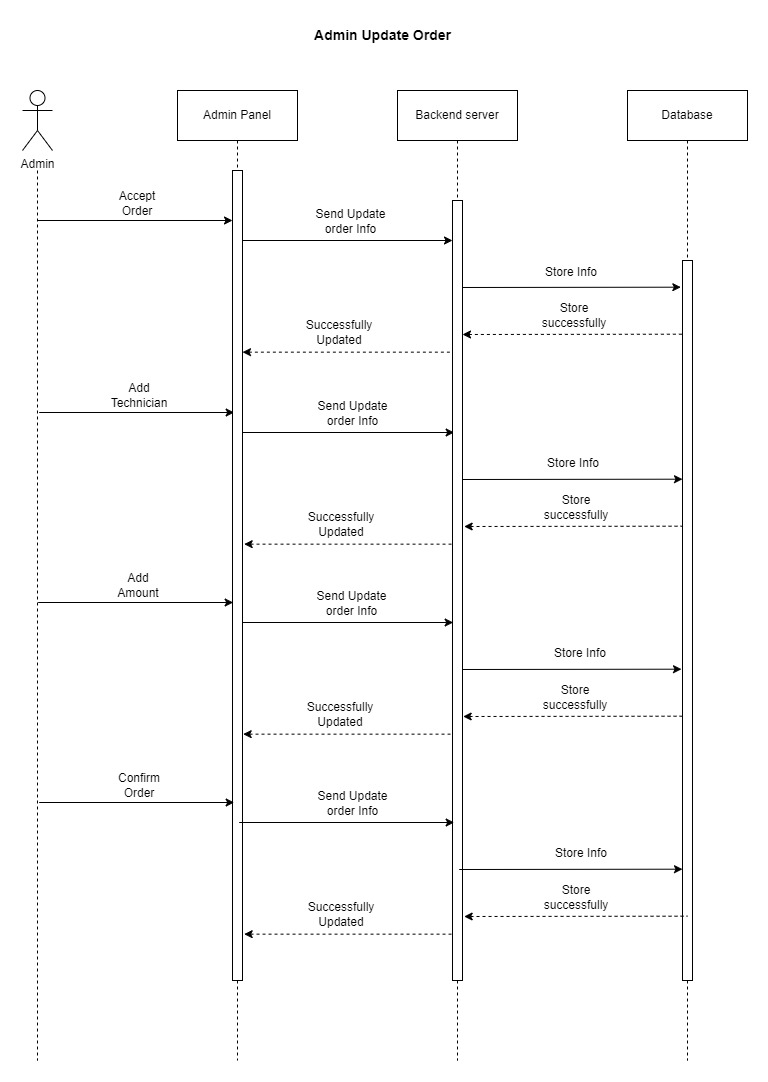 Admin Update Order
Admin Panel
Backend server
Database
Admin
Accept
Order
Send Update
order Info
Store Info
Store
successfully
Successfully
Updated
Add
Technician
Send Update
order Info
Store Info
Store
successfully
Successfully
Updated
Add
Amount
Send Update
order Info
Store Info
Store
successfully
Successfully
Updated
Confirm
Order
Send Update
order Info
Store Info
Store
successfully
Successfully
Updated